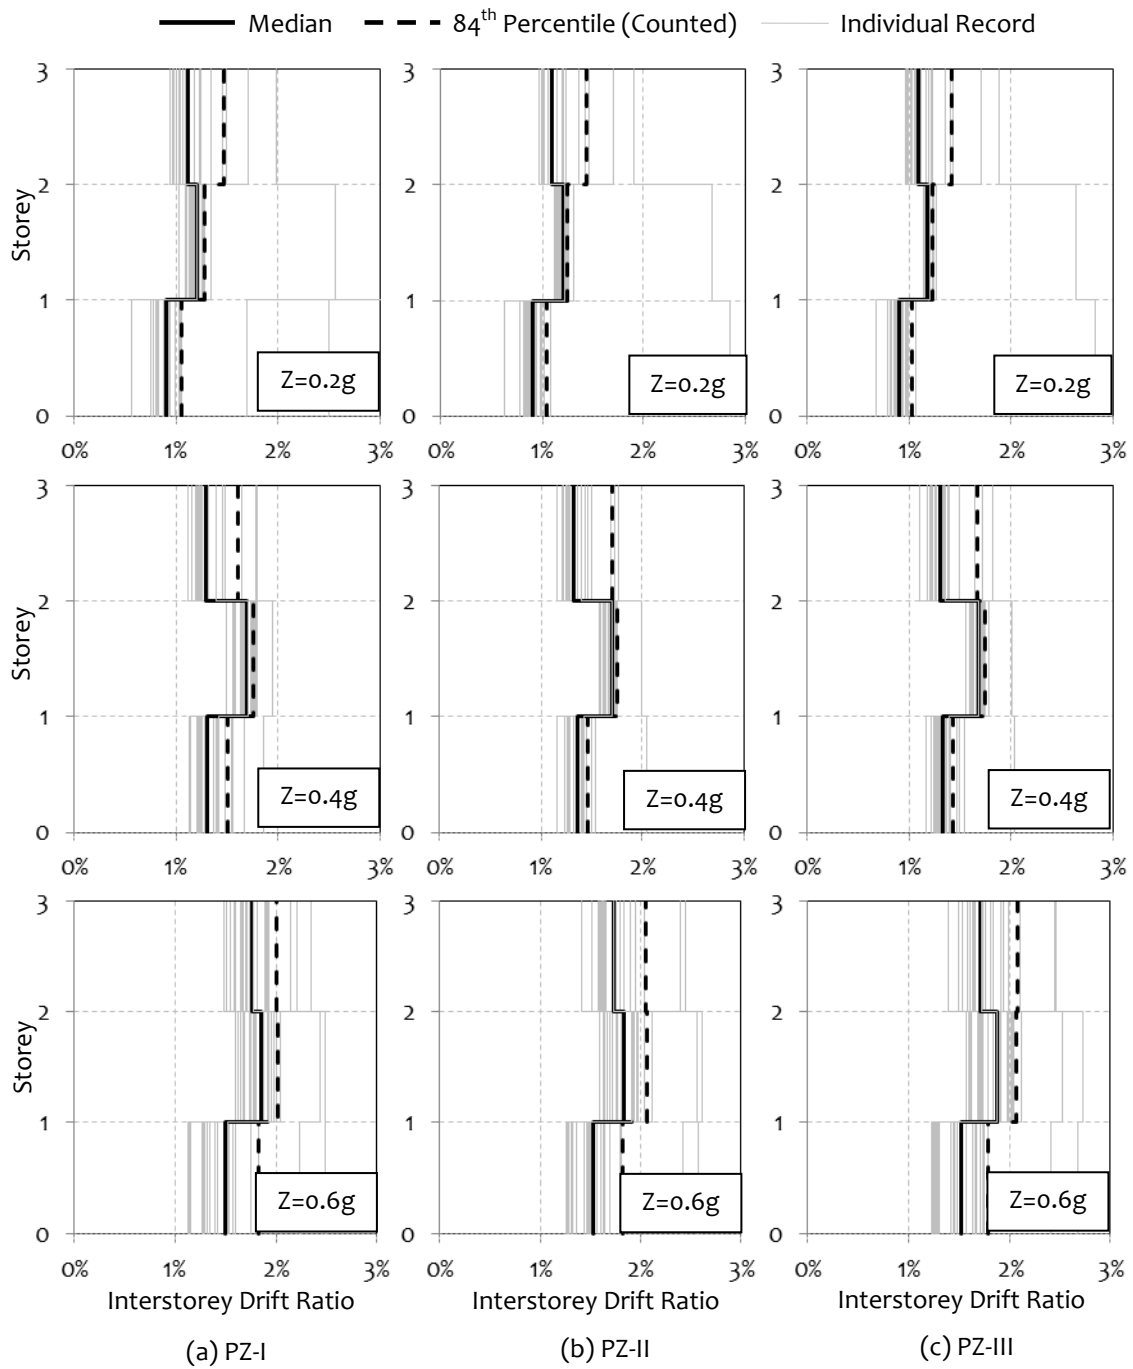 Median 84th Percentile (Counted) Individual Record
3 3 3
2 2 2
1 1 1
0 0 0
Storey
Z=0.2g Z=0.2g Z=0.2g
0% 1% 2% 3% 0% 1% 2% 3% 0% 1% 2% 3%
3 3 3
2 2 2
1 1 1
0 0 0
Storey
Z=0.4g Z=0.4g Z=0.4g
0% 1% 2% 3% 0% 1% 2% 3% 0% 1% 2% 3%
3 3 3
2 2 2
1 1 1
0 0 0
Storey
Z=0.6g Z=0.6g Z=0.6g
0% 1% 2% 3% 0% 1% 2% 3% 0% 1% 2% 3%
Interstorey Drift Ratio Interstorey Drift Ratio Interstorey Drift Ratio
(a) PZ-I (b) PZ-II (c) PZ-III